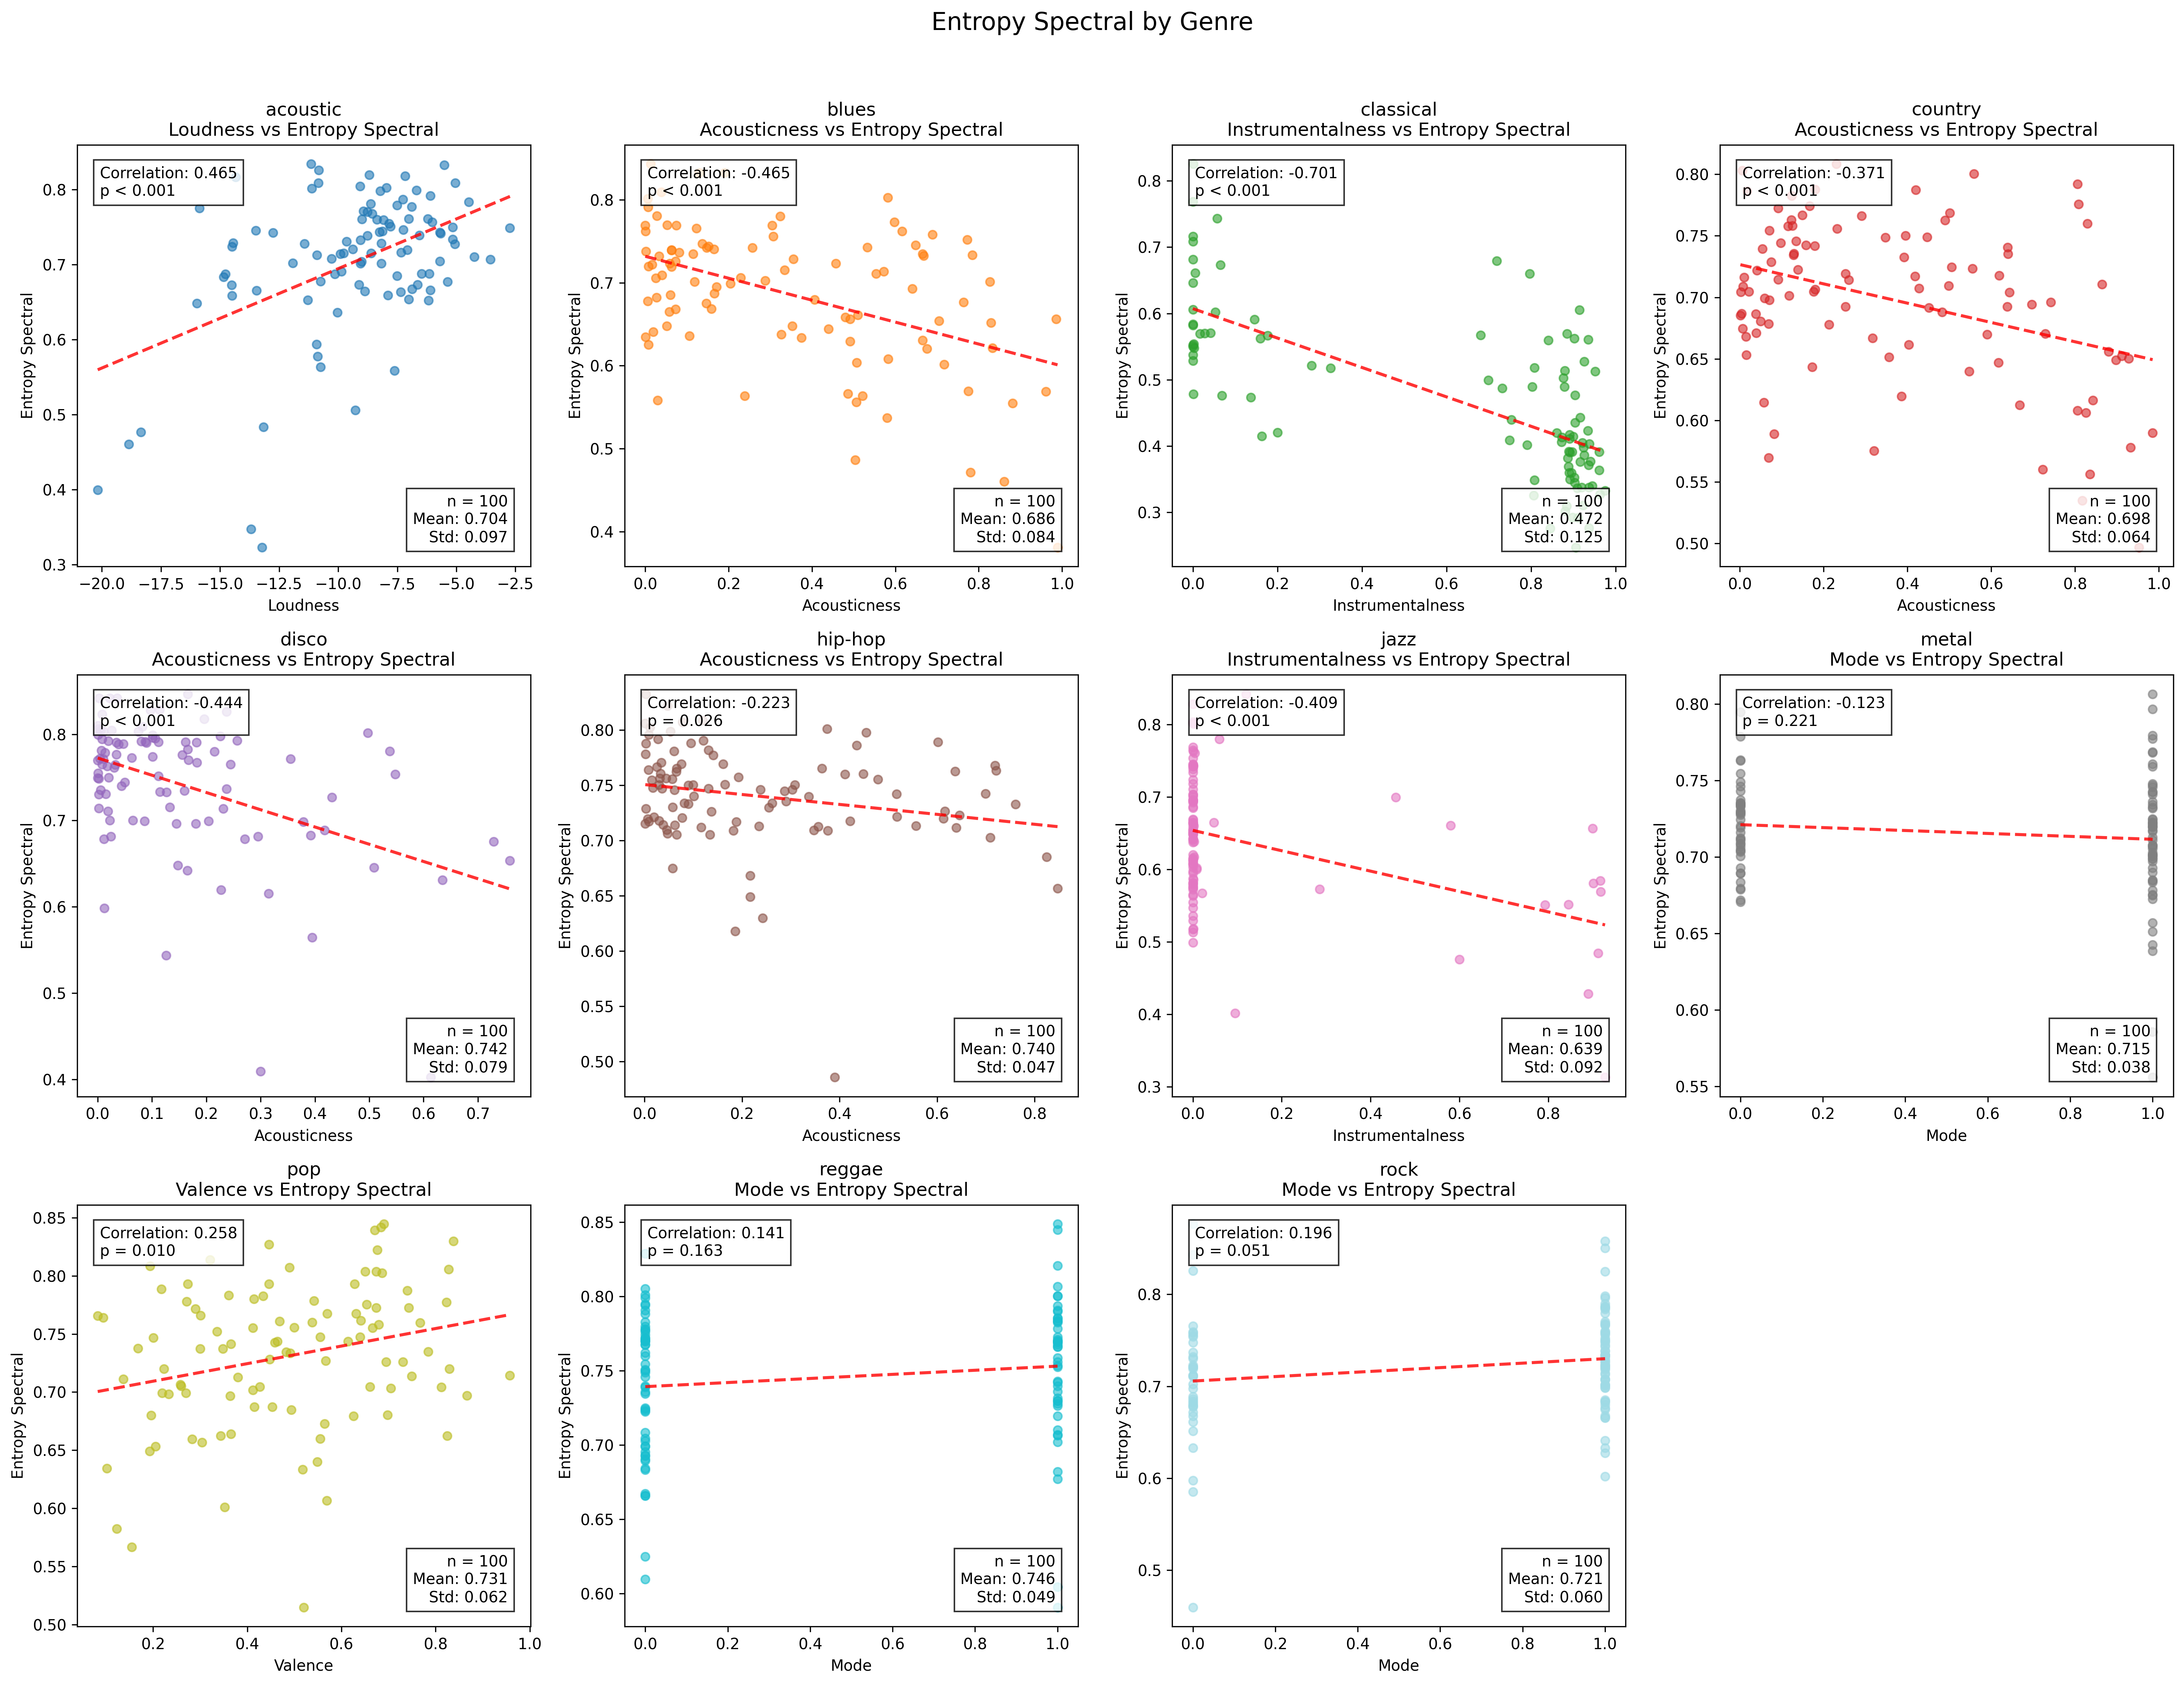 Entropy Spectral by Genre
acoustic
Loudness vs Entropy Spectral
Correlation: 0.465
p < 0.001
n = 100
Mean: 0.704
Std: 0.097
Entropy Spectral
0.8
0.7
0.6
0.5
0.4
0.3
−20.0 −17.5 −15.0 −12.5 −10.0 −7.5 −5.0 −2.5
Loudness
blues
Acousticness vs Entropy Spectral
Correlation: -0.465
p < 0.001
n = 100
Mean: 0.686
Std: 0.084
Entropy Spectral
0.8
0.7
0.6
0.5
0.4
0.0 0.2 0.4 0.6 0.8 1.0
Acousticness
classical
Instrumentalness vs Entropy Spectral
Correlation: -0.701
p < 0.001
n = 100
Mean: 0.472
Std: 0.125
Entropy Spectral
0.8
0.7
0.6
0.5
0.4
0.3
0.0 0.2 0.4 0.6 0.8 1.0
Instrumentalness
country
Acousticness vs Entropy Spectral
Correlation: -0.371
p < 0.001
n = 100
Mean: 0.698
Std: 0.064
Entropy Spectral
0.80
0.75
0.70
0.65
0.60
0.55
0.50
0.0 0.2 0.4 0.6 0.8 1.0
Acousticness
disco
Acousticness vs Entropy Spectral
Correlation: -0.444
p < 0.001
n = 100
Mean: 0.742
Std: 0.079
Entropy Spectral
0.8
0.7
0.6
0.5
0.4
0.0 0.1 0.2 0.3 0.4 0.5 0.6 0.7
Acousticness
hip-hop
Acousticness vs Entropy Spectral
Correlation: -0.223
p = 0.026
n = 100
Mean: 0.740
Std: 0.047
Entropy Spectral
0.80
0.75
0.70
0.65
0.60
0.55
0.50
0.0 0.2 0.4 0.6 0.8
Acousticness
jazz
Instrumentalness vs Entropy Spectral
Correlation: -0.409
p < 0.001
n = 100
Mean: 0.639
Std: 0.092
Entropy Spectral
0.8
0.7
0.6
0.5
0.4
0.3
0.0 0.2 0.4 0.6 0.8
Instrumentalness
metal
Mode vs Entropy Spectral
Correlation: -0.123
p = 0.221
n = 100
Mean: 0.715
Std: 0.038
Entropy Spectral
0.80
0.75
0.70
0.65
0.60
0.55
0.0 0.2 0.4 0.6 0.8 1.0
Mode
pop
Valence vs Entropy Spectral
Correlation: 0.258
p = 0.010
n = 100
Mean: 0.731
Std: 0.062
Entropy Spectral
0.85
0.80
0.75
0.70
0.65
0.60
0.55
0.50
0.2 0.4 0.6 0.8 1.0
Valence
reggae
Mode vs Entropy Spectral
Correlation: 0.141
p = 0.163
n = 100
Mean: 0.746
Std: 0.049
Entropy Spectral
0.85
0.80
0.75
0.70
0.65
0.60
0.0 0.2 0.4 0.6 0.8 1.0
Mode
rock
Mode vs Entropy Spectral
Correlation: 0.196
p = 0.051
n = 100
Mean: 0.721
Std: 0.060
Entropy Spectral
0.8
0.7
0.6
0.5
0.0 0.2 0.4 0.6 0.8 1.0
Mode